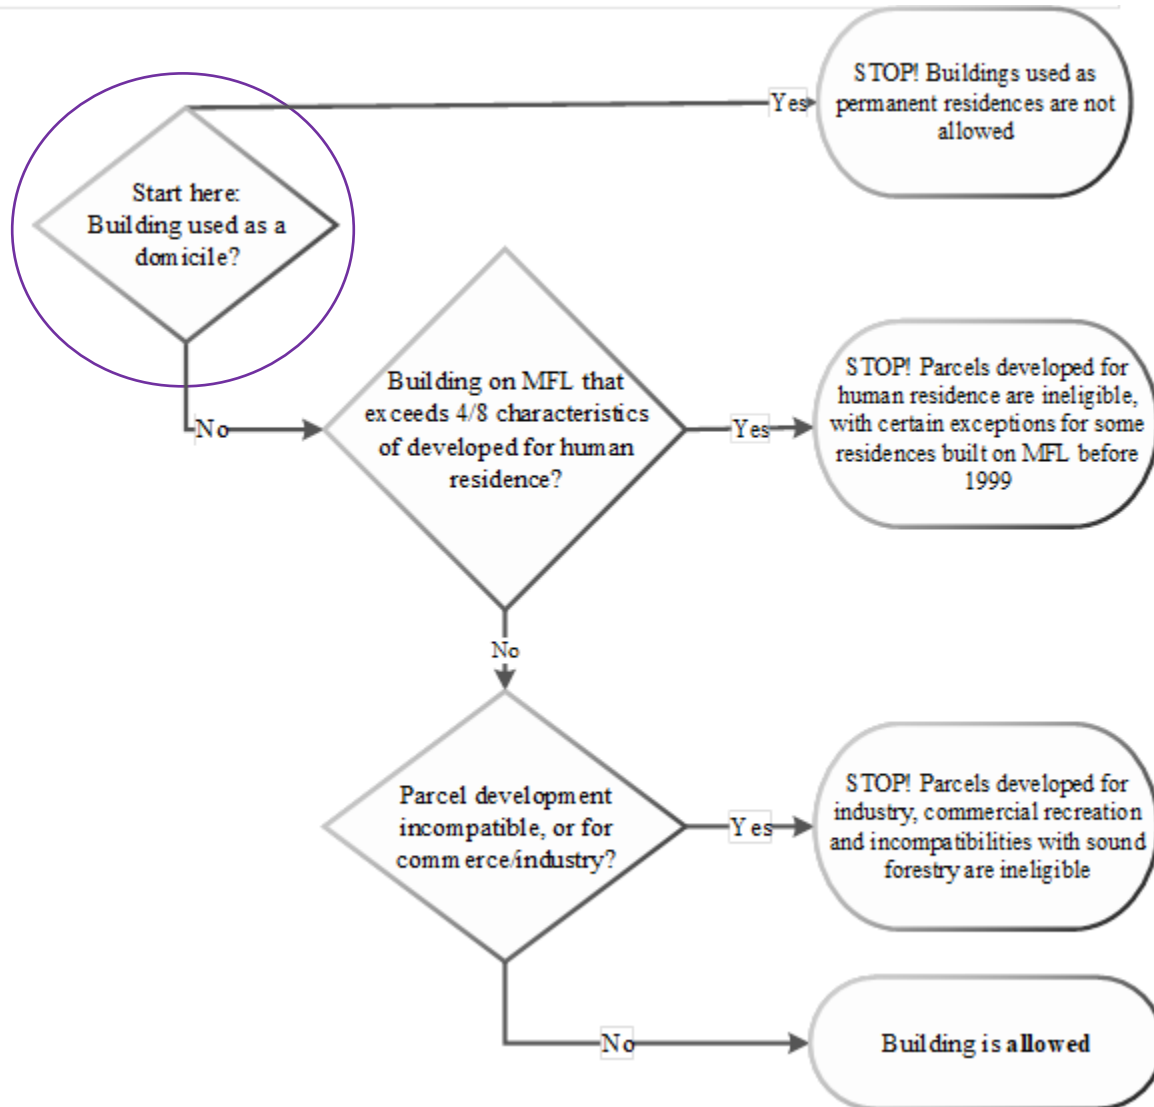 STOP! Buildings used as
permanent residences are not
allowed
Yes
Start here:
Building used as a
domicile?
No
Building on MFL that
exceeds 4/8 characteristics
of developed for human
residence?
Yes
STOP! Parcels developed for
human residence are ineligible,
with certain exceptions for some
residences built on MFL before
1999
No
Parcel development
incompatible, or for
commerce/industry?
Yes
STOP! Parcels developed for
industry, commercial recreation
and incompatibilities with sound
forestry are ineligible
No
Building is allowed